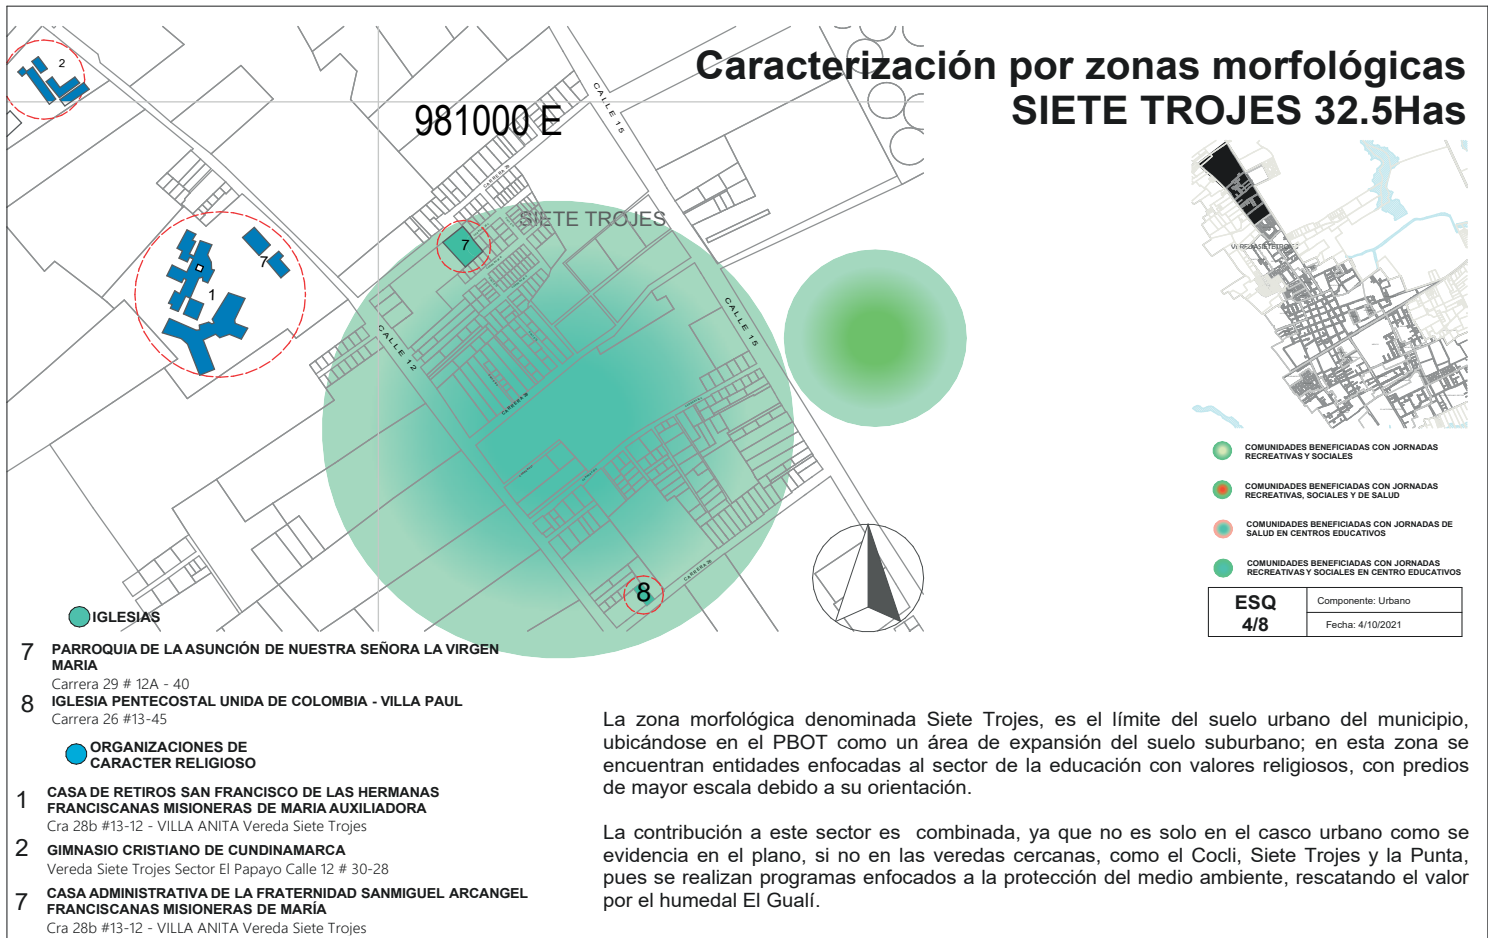 Caracterización por zonas morfológicas
SIETE TROJES 32.5Has
981000 E
2
CALLE 15
CARRERA
SIETE TROJES
7
7
1
CALLE 12
CALLE 15
CARRERA
8
CARRERA
COMUNIDADES BENEFICIADAS CON JORNADAS
RECREATIVAS Y SOCIALES
COMUNIDADES BENEFICIADAS CON JORNADAS
RECREATIVAS, SOCIALES Y DE SALUD
COMUNIDADES BENEFICIADAS CON JORNADAS DE
SALUD EN CENTROS EDUCATIVOS
COMUNIDADES BENEFICIADAS CON JORNADAS
RECREATIVAS Y SOCIALES EN CENTRO EDUCATIVOS
ESQ
4/8
Componente: Urbano
Fecha: 4/10/2021
IGLESIAS
7 PARROQUIA DE LA ASUNCIÓN DE NUESTRA SEÑORA LA VIRGEN
MARIA
Carrera 29 # 12A - 40
8 IGLESIA PENTECOSTAL UNIDA DE COLOMBIA - VILLA PAUL
Carrera 26 #13-45
ORGANIZACIONES DE
CARACTER RELIGIOSO
1 CASA DE RETIROS SAN FRANCISCO DE LAS HERMANAS
FRANCISCANAS MISIONERAS DE MARIA AUXILIADORA
Cra 28b #13-12 - VILLA ANITA Vereda Siete Trojes
2 GIMNASIO CRISTIANO DE CUNDINAMARCA
Vereda Siete Trojes Sector El Papayo Calle 12 # 30-28
7 CASA ADMINISTRATIVA DE LA FRATERNIDAD SANMIGUEL ARCANGEL
FRANCISCANAS MISIONERAS DE MARÍA
Cra 28b #13-12 - VILLA ANITA Vereda Siete Trojes
La zona morfológica denominada Siete Trojes, es el límite del suelo urbano del municipio,
ubicándose en el PBOT como un área de expansión del suelo suburbano; en esta zona se
encuentran entidades enfocadas al sector de la educación con valores religiosos, con predios
de mayor escala debido a su orientación.
La contribución a este sector es combinada, ya que no es solo en el casco urbano como se
evidencia en el plano, si no en las veredas cercanas, como el Cocli, Siete Trojes y la Punta,
pues se realizan programas enfocados a la protección del medio ambiente, rescatando el valor
por el humedal El Gualí.